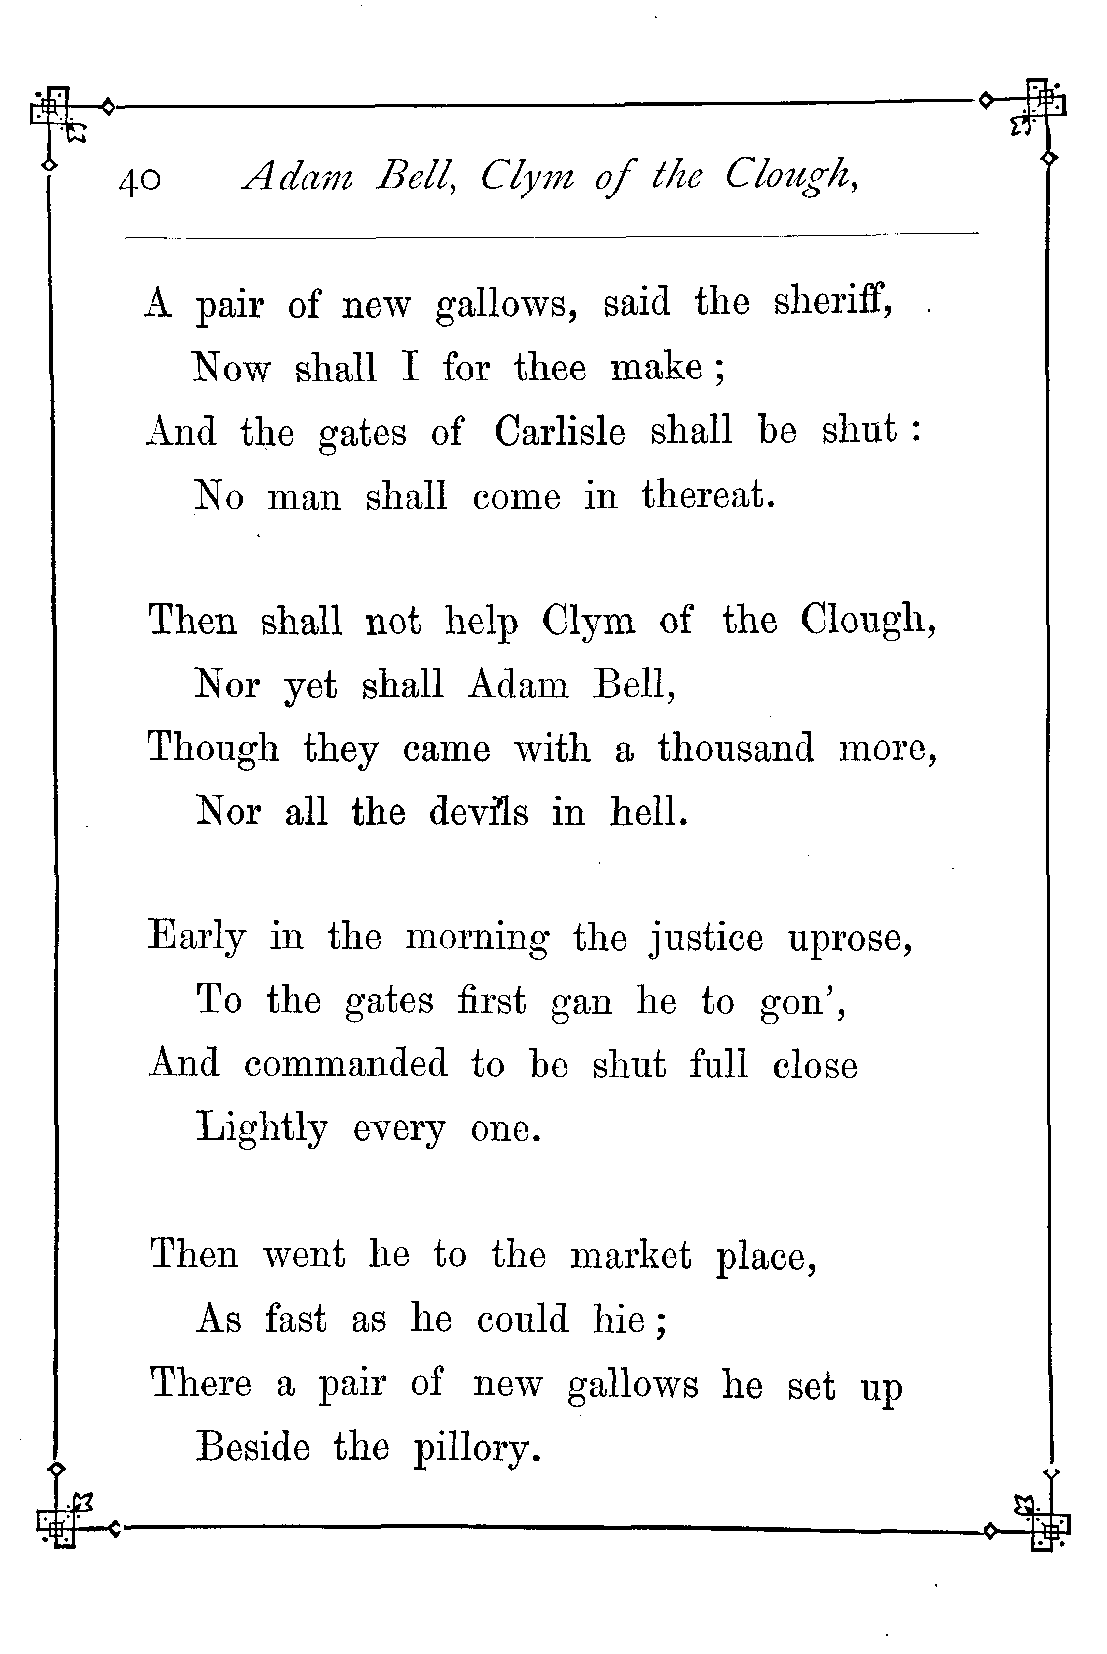 40 Adam Bell, Clym of the Clough,
A pair of new gallows, said the sheriff,
Now shall I for thee make ;
And the gates of Carlisle shall be shut :
No man shall come in thereat.
Then shall not help Clym of the Clough,
Nor yet shall Adam Bell,
Though they came with a thousand more,
Nor all the devils in hell.
Early in the morning the justice uprose,
To the gates first gan he to gon’,
And commanded to be shut full close
Lightly every one.
Then went he to the market place,
As fast as he could hie ;
There a pair of new gallows he set up
Beside the pillory.